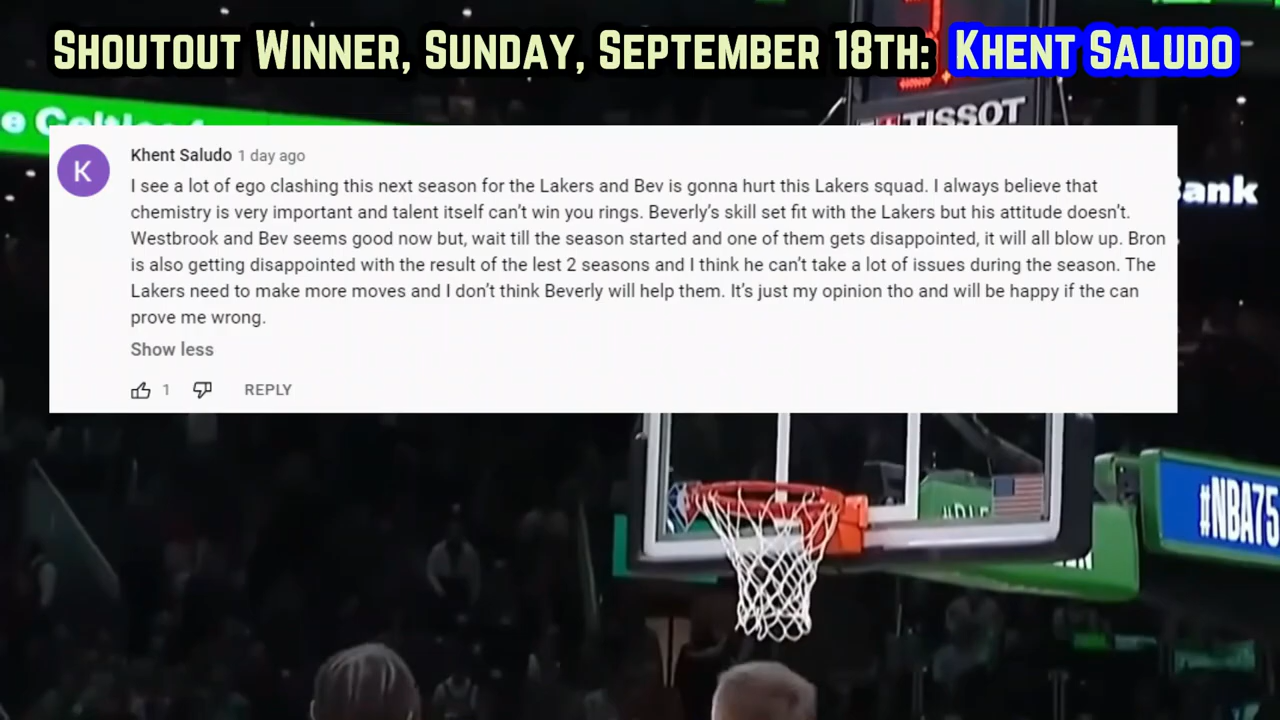 SHOUTOUT WINNER, SUNDAY, SEPTEMBER 18TH: KHENT SALUDO
TISSOT
ank
K
Khent Saludo 1 day ago
I see a lot of ego clashing this next season for the Lakers and Bev is gonna hurt this Lakers squad. I always believe that
chemistry is very important and talent itself can't win you rings. Beverly's skill set fit with the Lakers but his attitude doesn't.
Westbrook and Bev seems good now but, wait till the season started and one of them gets disappointed, it will all blow up. Bron
is also getting disappointed with the result of the lest 2 seasons and I think he can't take a lot of issues during the season. The
Lakers need to make more moves and I don't think Beverly will help them. It's just my opinion tho and will be happy if the can
prove me wrong.
Show less
1 REPLY
#NBA75